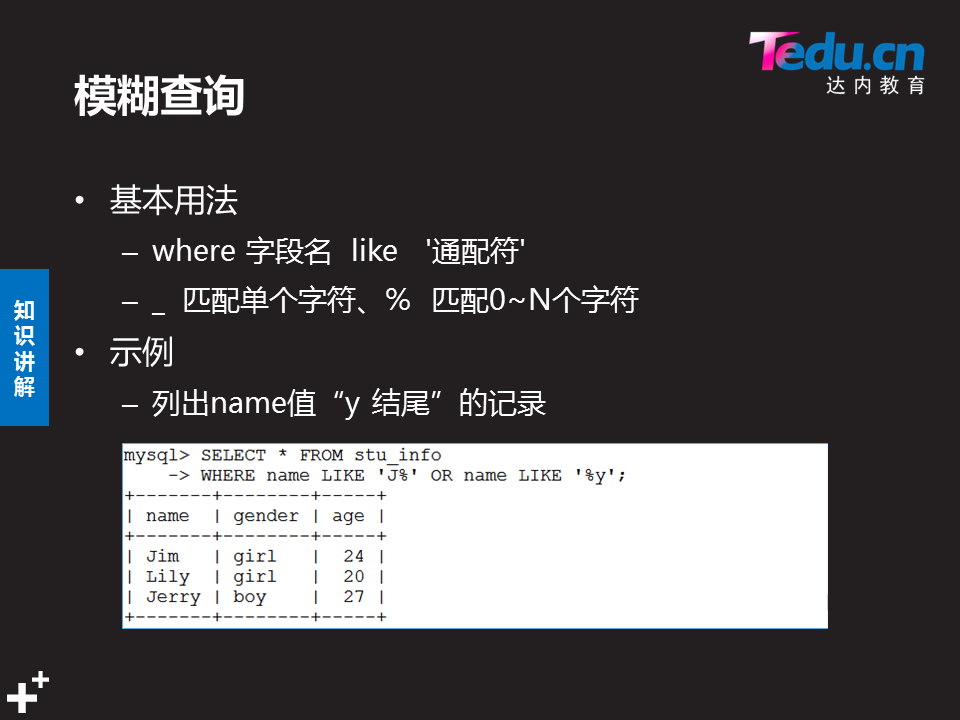 Tedu.cn
达内教育
模糊查询
• 基本用法
– where 字段名 like '通配符'
– _ 匹配单个字符、% 匹配0~N个字符
知识讲解
• 示例
– 列出name值“y 结尾”的记录
mysql> SELECT * FROM stu_info
-> WHERE name LIKE 'J%' OR name LIKE '%y';
+-------+--------+-----+
| name  | gender | age |
+-------+--------+-----+
| Jim   | girl   |  24 |
| Lily  | girl   |  20 |
| Jerry | boy    |  27 |
+-------+--------+-----+